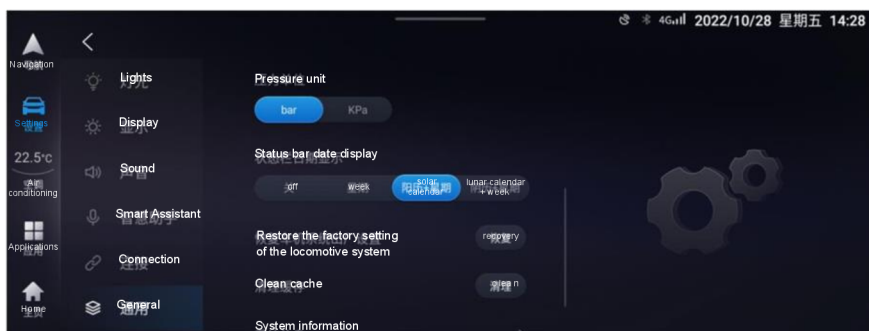 4G 2022/10/28 星期五 14:28
Navigation
Settings
22.5°C
Air
conditioning
Applications
Home
Lights
Display
Sound
Smart Assistant
Connection
General
Pressure unit
bar KPa
Status bar date display
off week solar calendar lunar calendar + week
Restore the factory setting
of the locomotive system
recovery
Clean cache
clean
System information